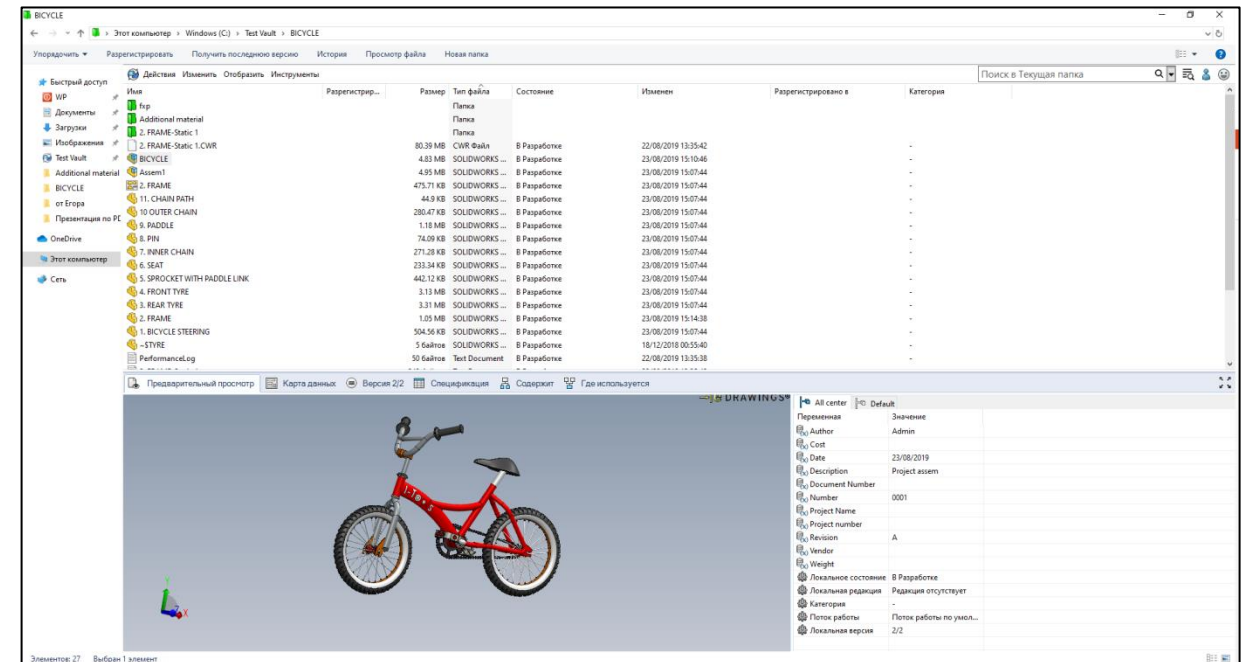 BICYCLE
Этот компьютер > Windows (C:) > Test Vault > BICYCLE
Упорядочить Разрегистрировать Получить последнюю версию История Просмотр файла Новая папка
Действия Изменить Отобразить Инструменты Поиск в Текущая папка
Быстрый доступ
WP
Документы
Загрузки
Изображения
Test Vault
Additional material
BICYCLE
от Егора
Презентация по PD
OneDrive
Этот компьютер
Сеть
Имя Разрегистрир... Размер Тип файла Состояние Изменен Разрегистрировано в Категория
fxp Папка
Additional material Папка
2. FRAME-Static 1 Папка
2. FRAME-Static 1.CWR 80.39 MB CWR Файл В Разработке 22/08/2019 13:35:42 -
BICYCLE 4.83 MB SOLIDWORKS ... В Разработке 23/08/2019 15:10:46 -
Assem1 4.95 MB SOLIDWORKS ... В Разработке 23/08/2019 15:07:44 -
2. FRAME 475.71 KB SOLIDWORKS ... В Разработке 23/08/2019 15:07:44 -
11. CHAIN PATH 44.9 KB SOLIDWORKS ... В Разработке 23/08/2019 15:07:44 -
10 OUTER CHAIN 280.47 KB SOLIDWORKS ... В Разработке 23/08/2019 15:07:44 -
9. PADDLE 1.18 MB SOLIDWORKS ... В Разработке 23/08/2019 15:07:44 -
8. PIN 74.09 KB SOLIDWORKS ... В Разработке 23/08/2019 15:07:44 -
7. INNER CHAIN 271.28 KB SOLIDWORKS ... В Разработке 23/08/2019 15:07:44 -
6. SEAT 233.34 KB SOLIDWORKS ... В Разработке 23/08/2019 15:07:44 -
5. SPROCKET WITH PADDLE LINK 442.12 KB SOLIDWORKS ... В Разработке 23/08/2019 15:07:44 -
4. FRONT TYRE 3.13 MB SOLIDWORKS ... В Разработке 23/08/2019 15:07:44 -
3. REAR TYRE 3.31 MB SOLIDWORKS ... В Разработке 23/08/2019 15:07:44 -
2. FRAME 1.05 MB SOLIDWORKS ... В Разработке 23/08/2019 15:14:38 -
1. BICYCLE STEERING 504.56 KB SOLIDWORKS ... В Разработке 23/08/2019 15:07:44 -
~$TYRE 5 байтов SOLIDWORKS ... В Разработке 18/12/2018 00:55:40 -
PerformanceLog 50 байтов Text Document В Разработке 22/08/2019 13:35:38 -
Предварительный просмотр Карта данных Версия 2/2 Спецификация Содержит Где используется
DRAWINGS®
All center Default
Переменная Значение
Author Admin
Cost
Date 23/08/2019
Description Project assem
Document Number
Number 0001
Project Name
Project number
Revision A
Vendor
Weight
Локальное состояние В Разработке
Локальная редакция Редакция отсутствует
Категория -
Поток работы Поток работы по умол...
Локальная версия 2/2
Y
Z X
Элементов: 27 Выбран 1 элемент